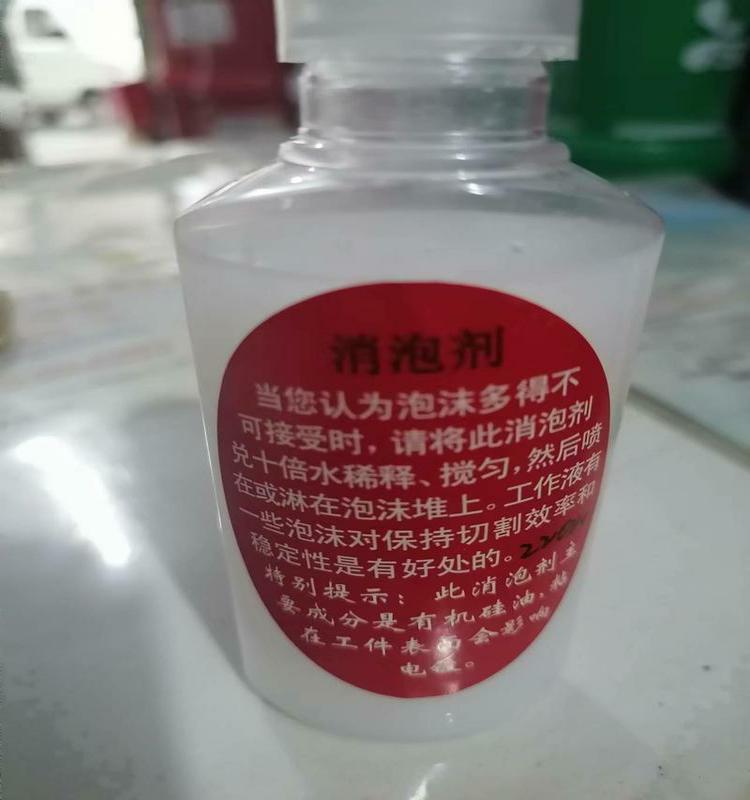 消泡剂
当您认为泡沫多得不
可接受时，请将此消泡剂
兑十倍水稀释、搅匀，然后喷
在或淋在泡沫堆上。工作液有
一些泡沫对保持切割效率和
稳定性是有好处的。
特别提示：此消泡剂主
要成分是有机硅油，粘
在工件表面会影响
电镀。